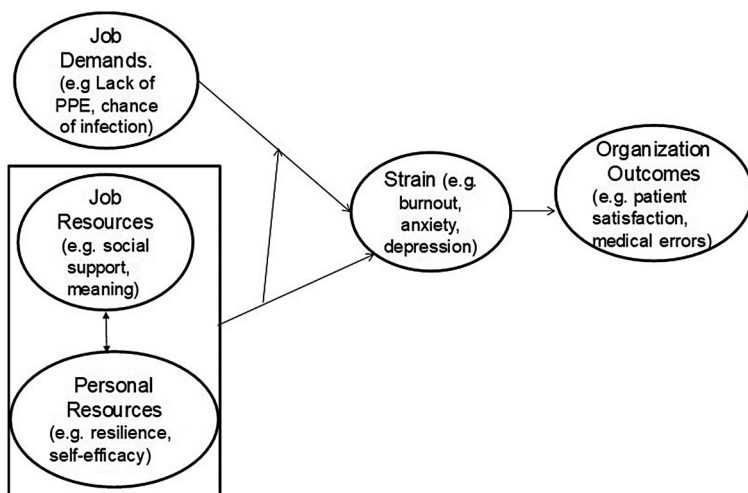 Job
Demands.
(e.g Lack of
PPE, chance
of infection)
Job
Resources
(e.g. social
support,
meaning)
Personal
Resources
(e.g. resilience,
self-efficacy)
Strain (e.g.
burnout,
anxiety,
depression)
Organization
Outcomes
(e.g. patient
satisfaction,
medical errors)